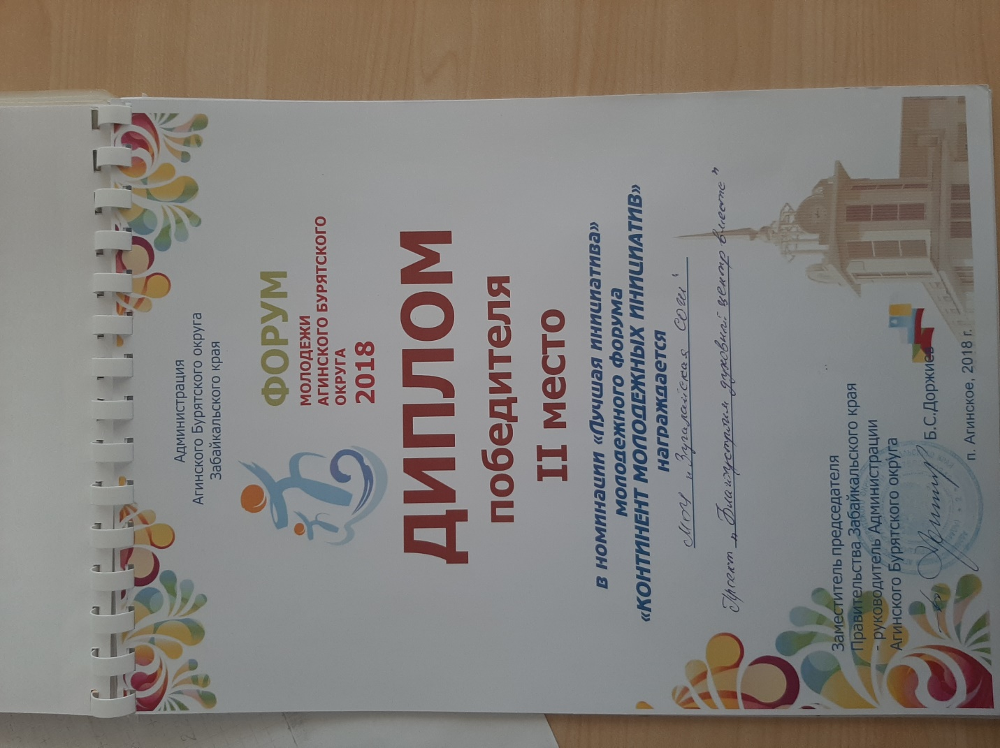 Администрация
Агинского Бурятского округа
Забайкальского края
ФОРУМ
МОЛОДЕЖИ
АГИНСКОГО БУРЯТСКОГО
ОКРУГА
2018
ДИПЛОМ
победителя
II место
в номинации «Лучшая инициатива»
молодежного форума
«КОНТИНЕНТ МОЛОДЕЖНЫХ ИНИЦИАТИВ»
награждается
МОУ "Зугалайская СОШ"
Проект "Благоустроим духовный центр вместе"
Заместитель председателя
Правительства Забайкальского края
- руководитель Администрации
Агинского Бурятского округа
Б.С.Доржиев
п. Агинское, 2018 г.